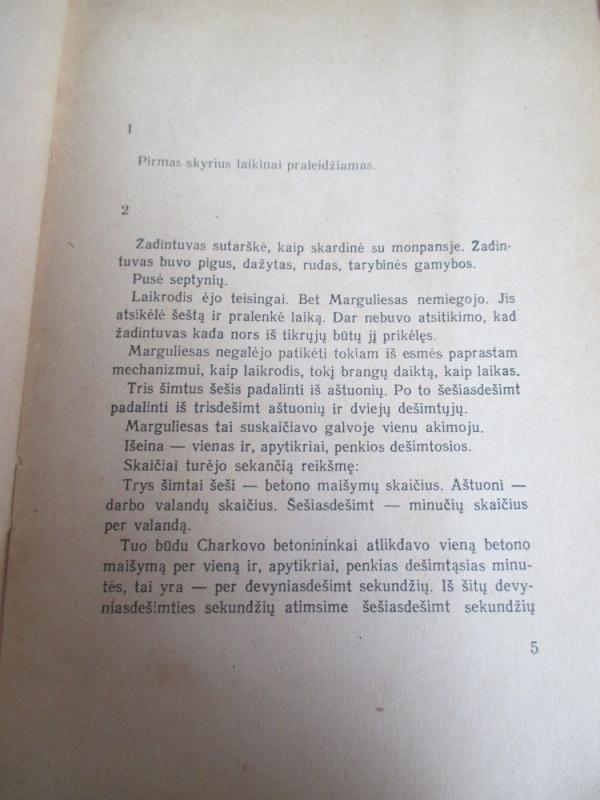 1
Pirmas skyrius laikinai praleidžiamas.
2
Žadintuvas sutarškė, kaip skardinė su monpansje. Žadin-
tuvas buvo pigus, dažytas, rudas, tarybinės gamybos.
Pusė septynių.
Laikrodis ėjo teisingai. Bet Marguliesas nemiegojo. Jis
atsikėlė šeštą ir pralenkė laiką. Dar nebuvo atsitikimo, kad
žadintuvas kada nors iš tikrųjų būtų jį prikėlęs.
Marguliesas negalėjo patikėti tokiam iš esmės paprastam
mechanizmui, kaip laikrodis, tokį brangų daiktą, kaip laikas.
Tris šimtus šešis padalinti iš aštuonių. Po to šešiasdešimt
padalinti iš trisdešimt aštuonių ir dviejų dešimtųjų.
Marguliesas tai suskaičiavo galvoje vienu akimoju.
Išeina — vienas ir, apytikriai, penkios dešimtosios.
Skaičiai turėjo sekančią reikšmę:
Trys šimtai šeši — betono maišymų skaičius. Aštuoni —
darbo valandų skaičius. Šešiasdešimt — minučių skaičius
per valandą.
Tuo būdu Charkovo betonininkai atlikdavo vieną betono
maišymą per vieną ir, apytikriai, penkias dešimtąsias minu-
tės, tai yra — per devyniasdešimt sekundžių. Iš šitų devy-
niasdešimties sekundžių atimsime šešiasdešimt sekundžių
5